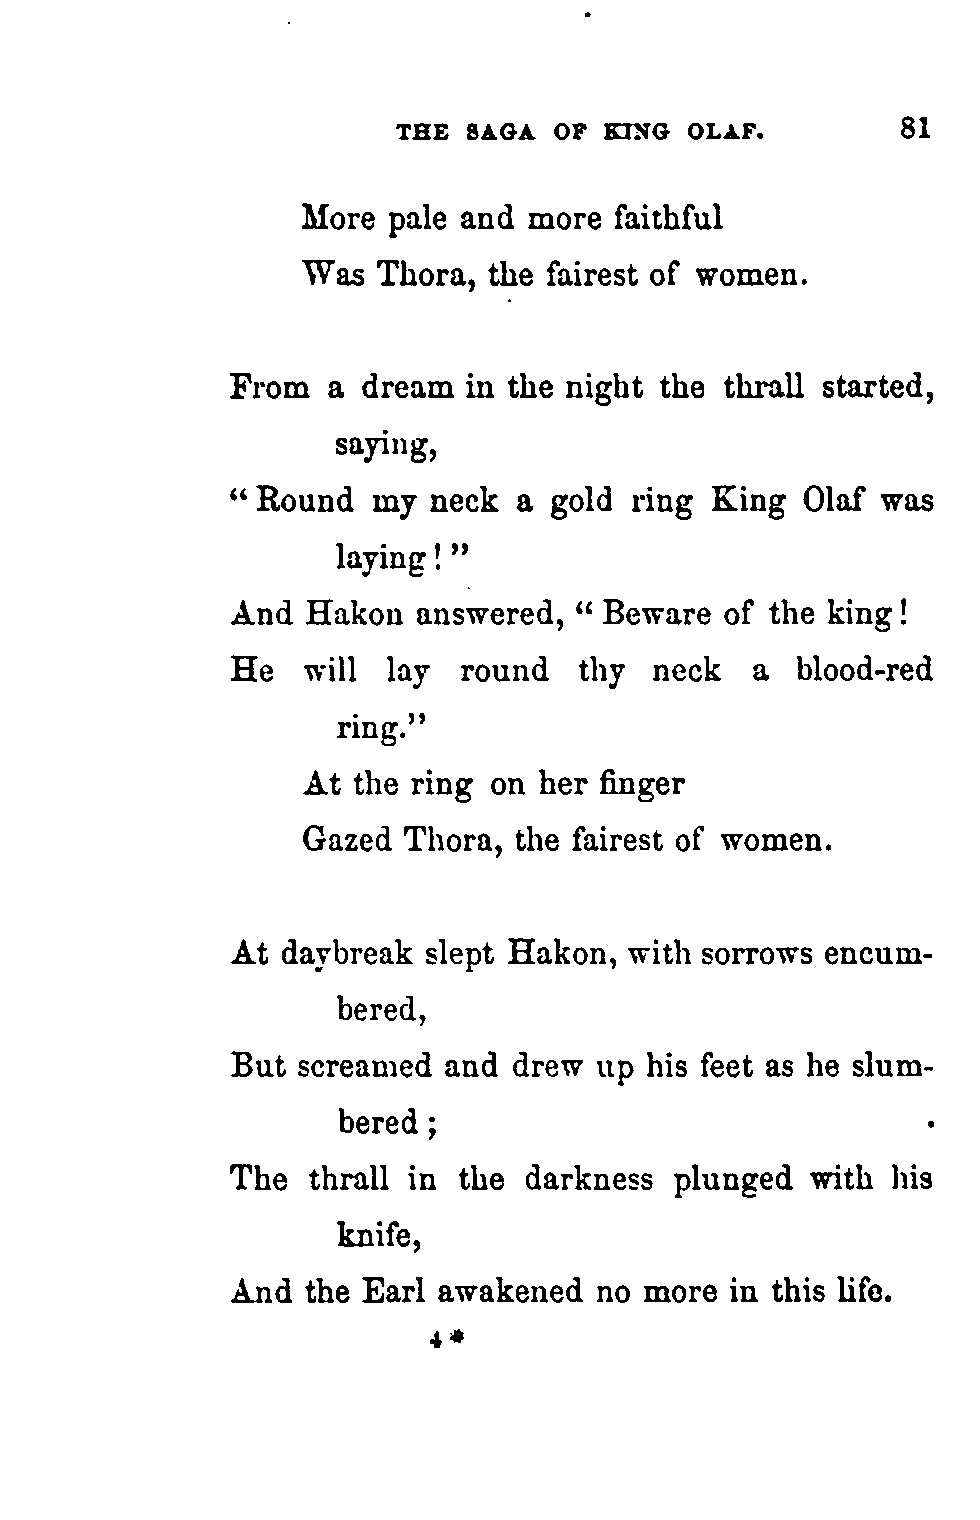 THE SAGA OF KING OLAF. 81
More pale and more faithful
Was Thora, the fairest of women.
From a dream in the night the thrall started,
saying,
“Round my neck a gold ring King Olaf was
laying!”
And Hakon answered, “Beware of the king!
He will lay round thy neck a blood-red
ring.”
At the ring on her finger
Gazed Thora, the fairest of women.
At daybreak slept Hakon, with sorrows encum-
bered,
But screamed and drew up his feet as he slum-
bered;
The thrall in the darkness plunged with his
knife,
And the Earl awakened no more in this life.
4*